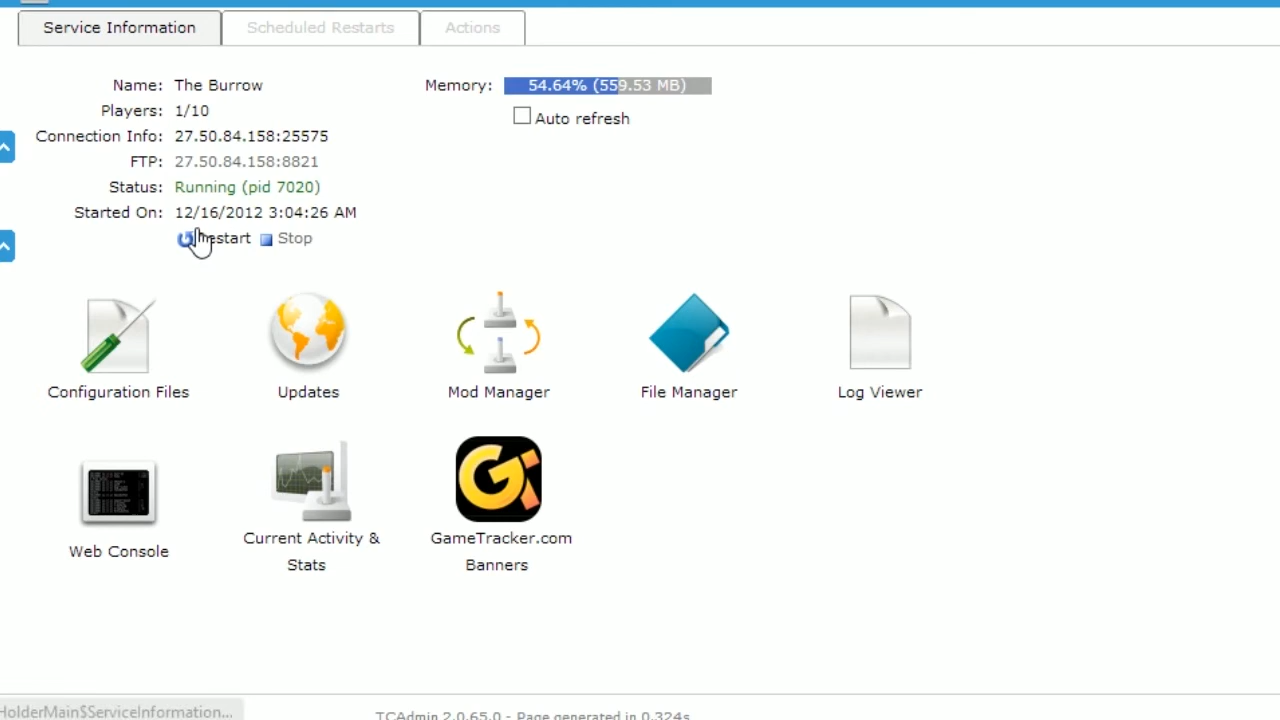 Service Information
Scheduled Restarts
Actions
Name: The Burrow
Memory: 54.64% (559.53 MB)
Players: 1/10
Auto refresh
Connection Info: 27.50.84.158:25575
FTP: 27.50.84.158:8821
Status: Running (pid 7020)
Started On: 12/16/2012 3:04:26 AM
Restart Stop
Configuration Files
Updates
Mod Manager
File Manager
Log Viewer
Web Console
Current Activity &
Stats
GameTracker.com
Banners
HolderMain$ServiceInformation...
TCAdmin 2.0.65.0 - Page generated in 0.324s